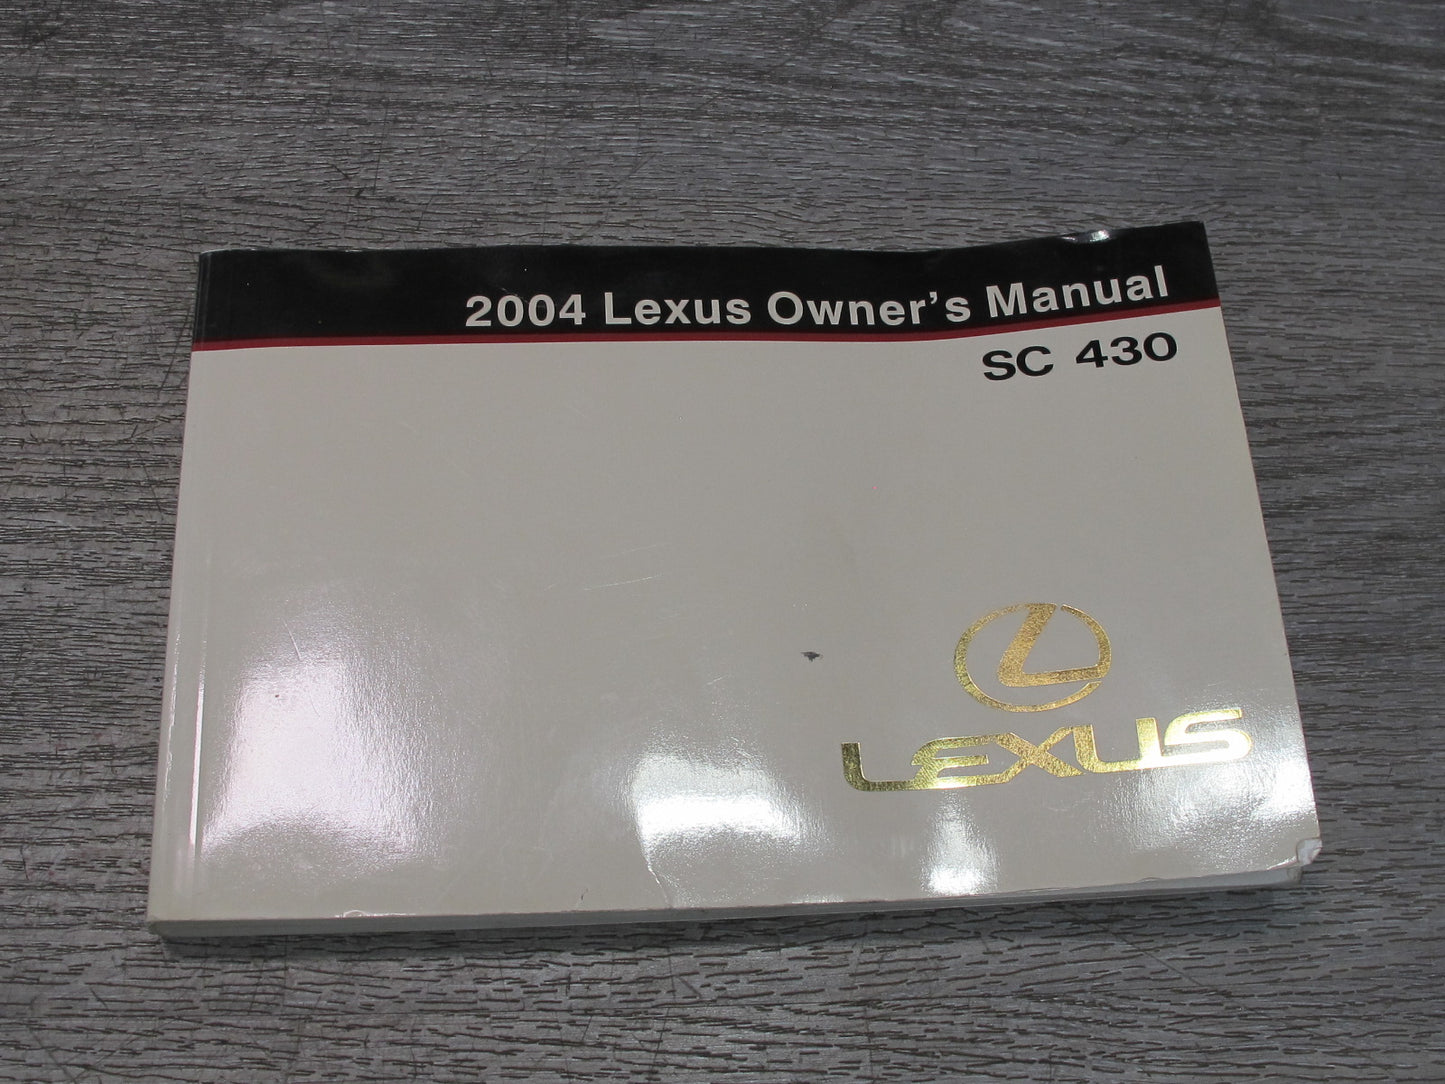 2004 Lexus Owner's Manual
SC 430
LEXUS